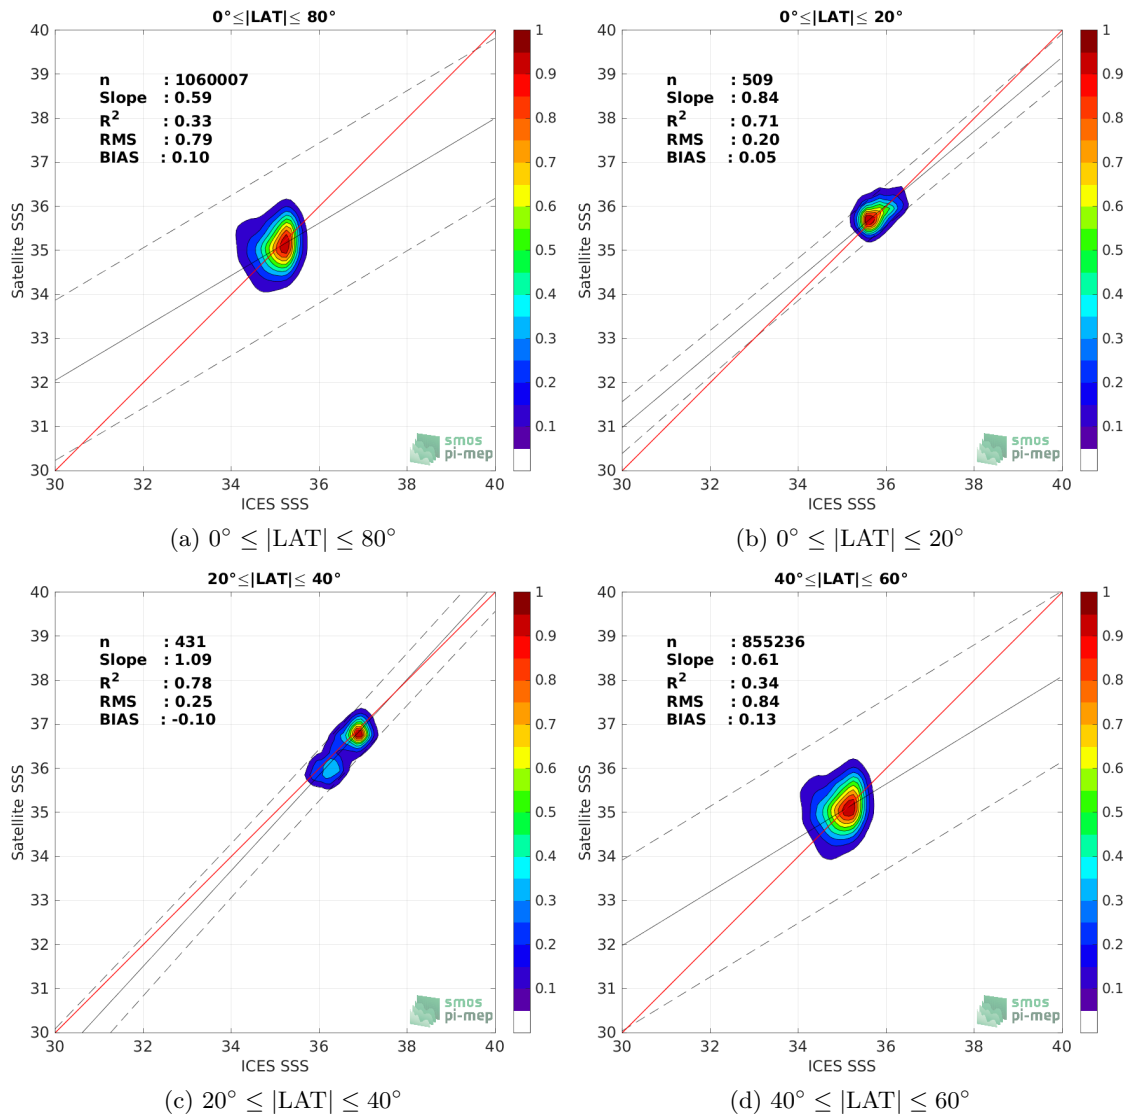 0°≤|LAT|≤ 80°
n : 1060007
Slope : 0.59
R² : 0.33
RMS : 0.79
BIAS : 0.10
40
39
38
37
36
35
34
33
32
31
30
Satellite SSS
30 32 34 36 38 40
ICES SSS
1
0.9
0.8
0.7
0.6
0.5
0.4
0.3
0.2
0.1
smos
pi-mep
(a) 0° ≤ |LAT| ≤ 80°
0°≤|LAT|≤ 20°
n : 509
Slope : 0.84
R² : 0.71
RMS : 0.20
BIAS : 0.05
40
39
38
37
36
35
34
33
32
31
30
Satellite SSS
30 32 34 36 38 40
ICES SSS
1
0.9
0.8
0.7
0.6
0.5
0.4
0.3
0.2
0.1
smos
pi-mep
(b) 0° ≤ |LAT| ≤ 20°
20°≤|LAT|≤ 40°
n : 431
Slope : 1.09
R² : 0.78
RMS : 0.25
BIAS : -0.10
40
39
38
37
36
35
34
33
32
31
30
Satellite SSS
30 32 34 36 38 40
ICES SSS
1
0.9
0.8
0.7
0.6
0.5
0.4
0.3
0.2
0.1
smos
pi-mep
(c) 20° ≤ |LAT| ≤ 40°
40°≤|LAT|≤ 60°
n : 855236
Slope : 0.61
R² : 0.34
RMS : 0.84
BIAS : 0.13
40
39
38
37
36
35
34
33
32
31
30
Satellite SSS
30 32 34 36 38 40
ICES SSS
1
0.9
0.8
0.7
0.6
0.5
0.4
0.3
0.2
0.1
smos
pi-mep
(d) 40° ≤ |LAT| ≤ 60°